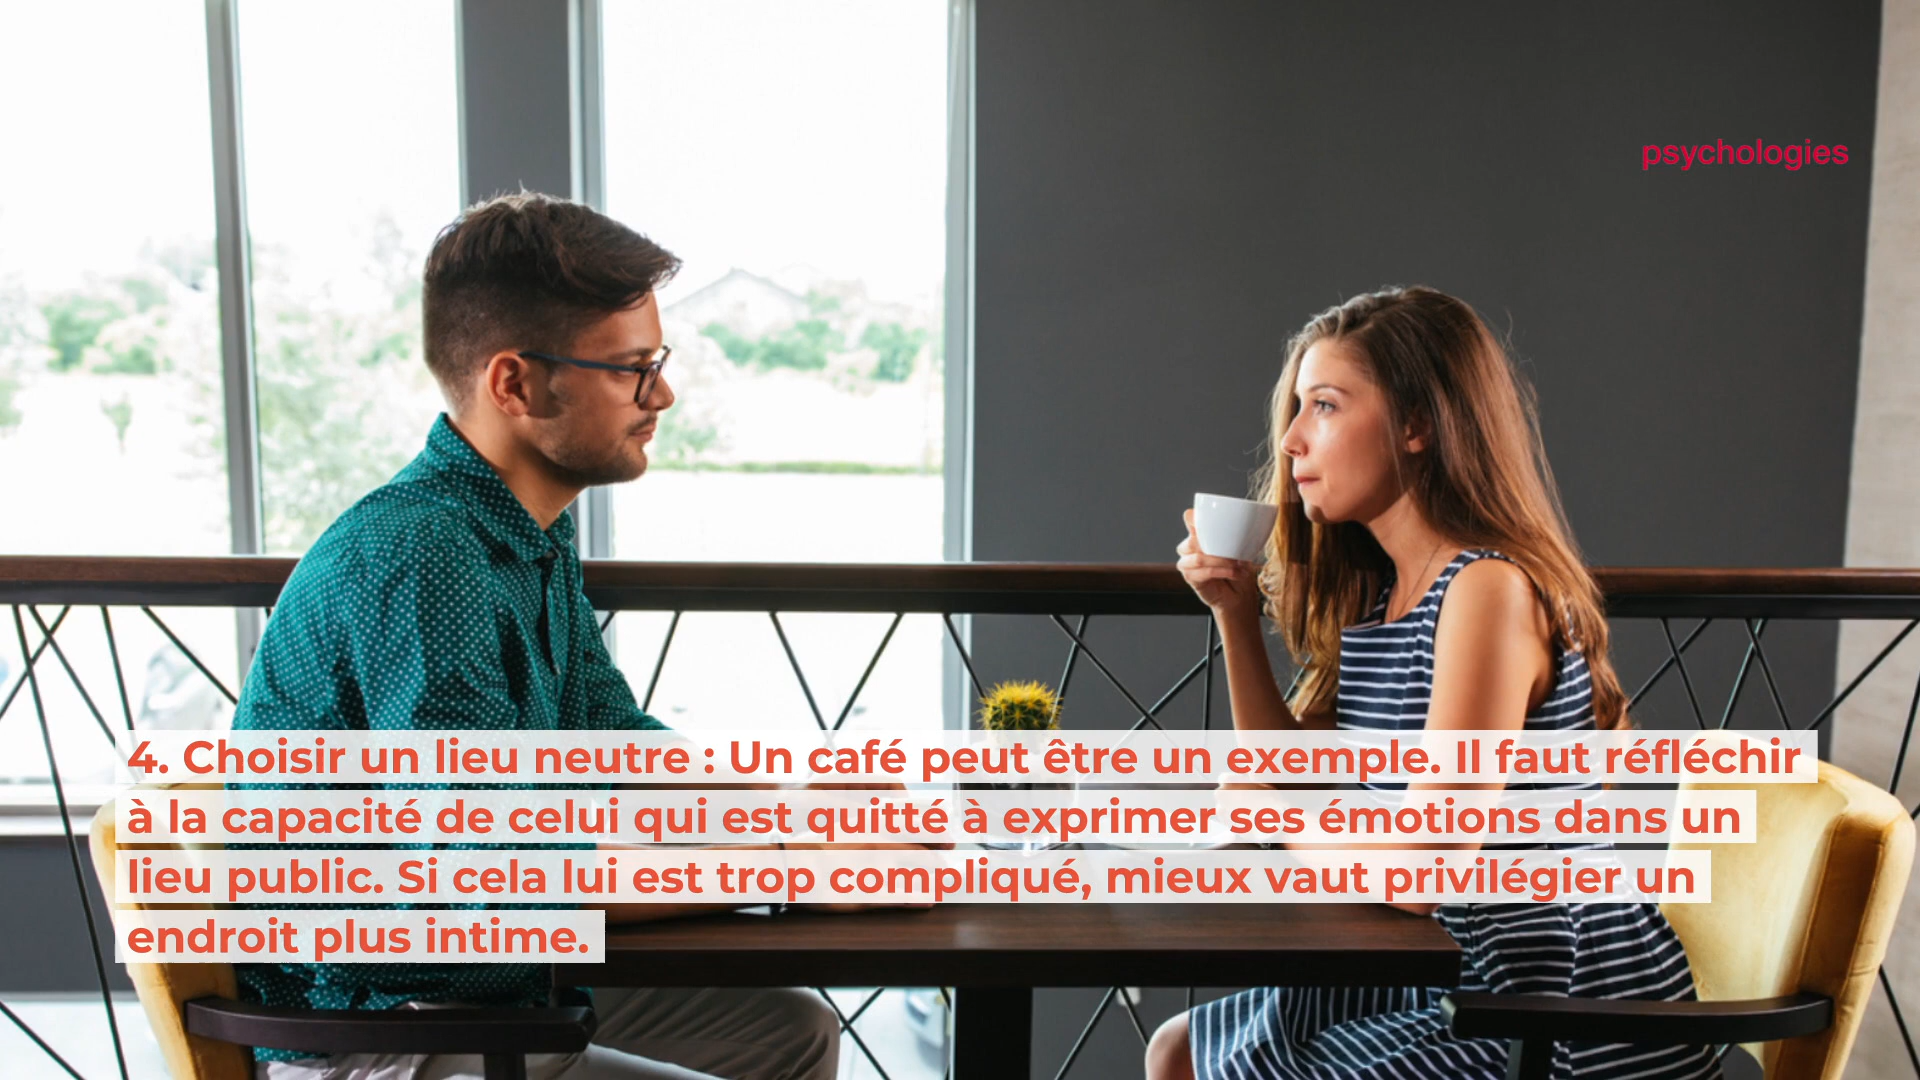 psychologies
4. Choisir un lieu neutre : Un café peut être un exemple. Il faut réfléchir
à la capacité de celui qui est quitté à exprimer ses émotions dans un
lieu public. Si cela lui est trop compliqué, mieux vaut privilégier un
endroit plus intime.